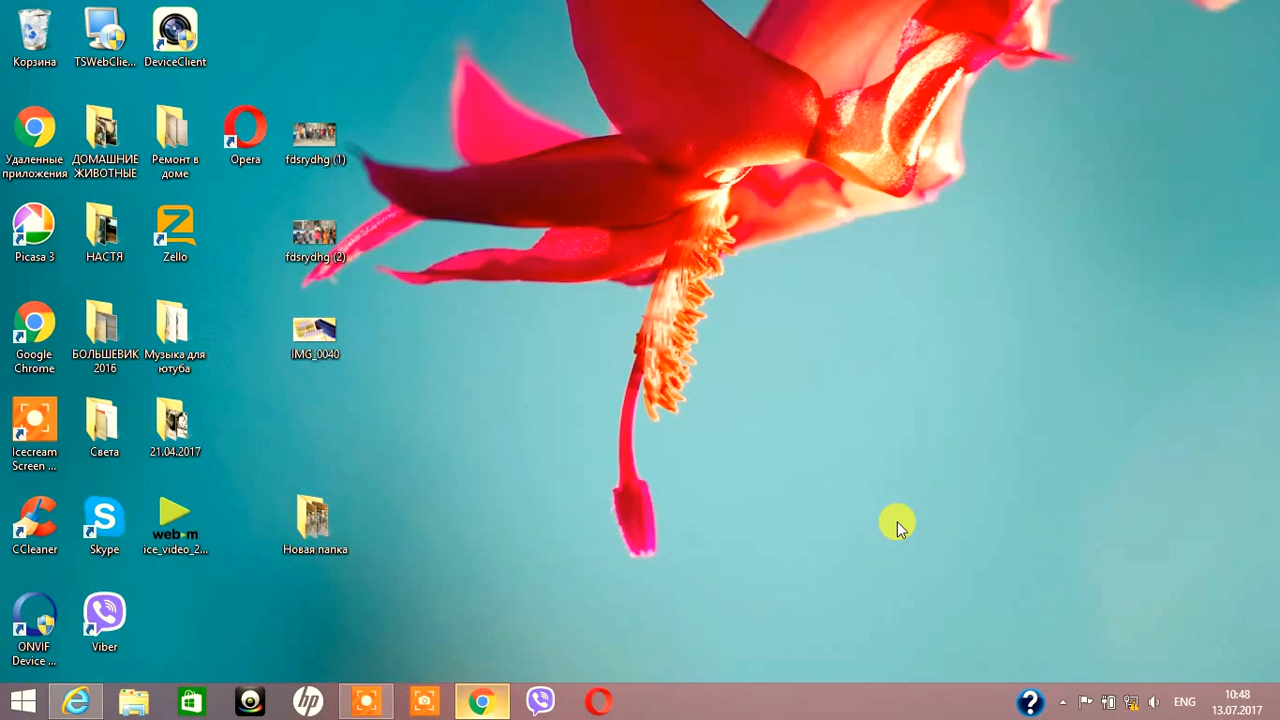 Корзина
TSWebClie...
DeviceClient
Удаленные
приложения
ДОМАШНИЕ
ЖИВОТНЫЕ
Ремонт в
доме
Opera
fdsrydhg (1)
Picasa 3
НАСТЯ
Zello
fdsrydhg (2)
Google
Chrome
БОЛЬШЕВИК
2016
Музыка для
ютуба
IMG_0040
Icecream
Screen ...
Света
21.04.2017
CCleaner
Skype
web-m
ice_video_2...
Новая папка
ONVIF
Device ...
Viber
hp
?
ENG
10:48
13.07.2017